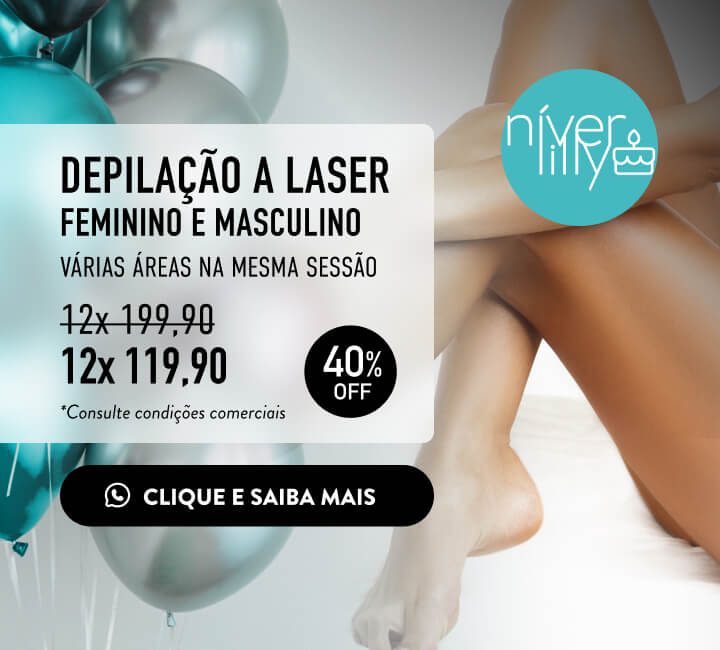 níver
lilly
DEPILAÇÃO A LASER
FEMININO E MASCULINO
VÁRIAS ÁREAS NA MESMA SESSÃO
12x 199,90
12x 119,90
40%
OFF
*Consulte condições comerciais
CLIQUE E SAIBA MAIS